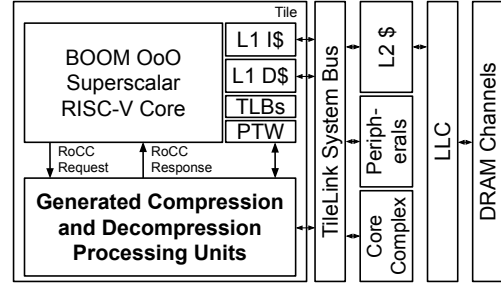 Tile
BOOM OoO
Superscalar
RISC-V Core
L1 I$
L1 D$
TLBs
PTW
RoCC
Request
RoCC
Response
Generated Compression
and Decompression
Processing Units
TileLink System Bus
L2 $
Periph-
erals
Core
Complex
LLC
DRAM Channels